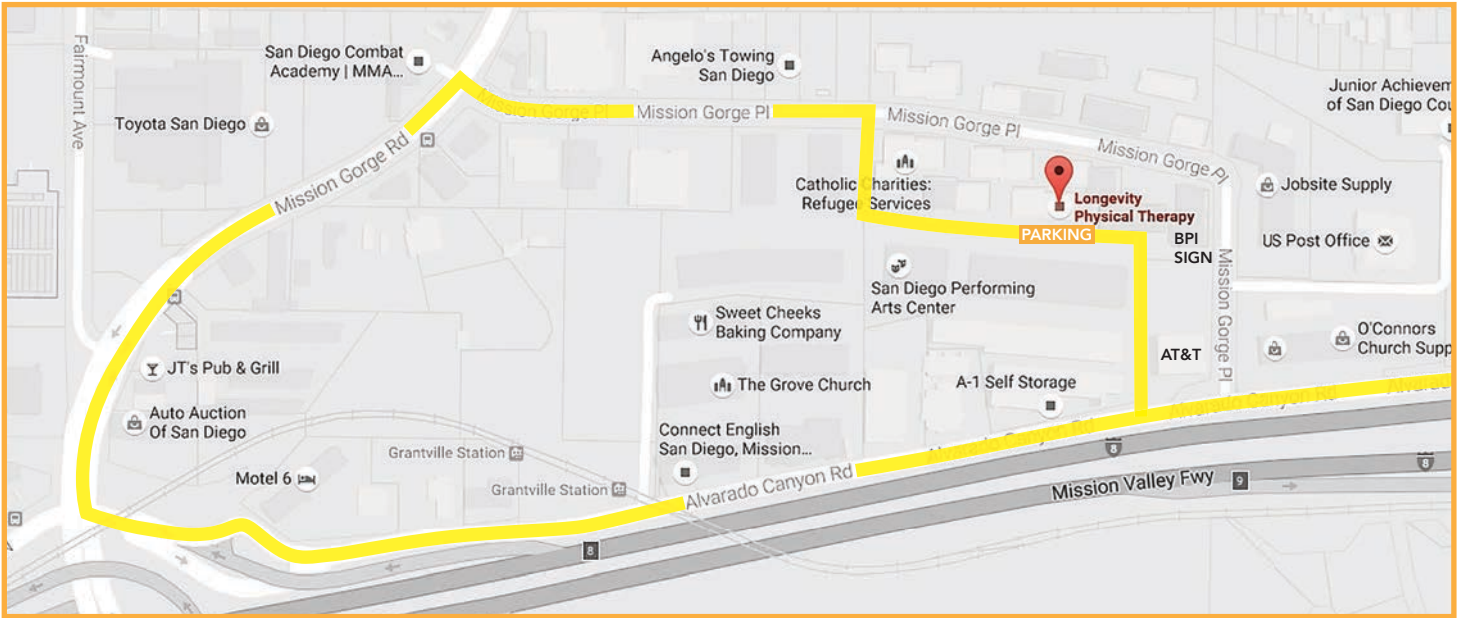 Fairmount Ave
San Diego Combat
Academy | MMA...
Angelo's Towing
San Diego
Junior Achievem
of San Diego Cou
Toyota San Diego
Mission Gorge Pl
Mission Gorge Pl
Mission Gorge Pl
Mission Gorge Pl
Mission Gorge Rd
Catholic Charities:
Refugee Services
Longevity
Physical Therapy
Jobsite Supply
PARKING
BPI
SIGN
US Post Office
Mission Gorge Pl
San Diego Performing
Arts Center
Sweet Cheeks
Baking Company
O'Connors
Church Supp
JT's Pub & Grill
AT&T
The Grove Church
A-1 Self Storage
Auto Auction
Of San Diego
Alvarado Canyon Rd
Alvarado
Connect English
San Diego, Mission...
Alvarado Canyon Rd
8
Grantville Station
8
Motel 6
Alvarado Canyon Rd
Mission Valley Fwy
9
Grantville Station
8